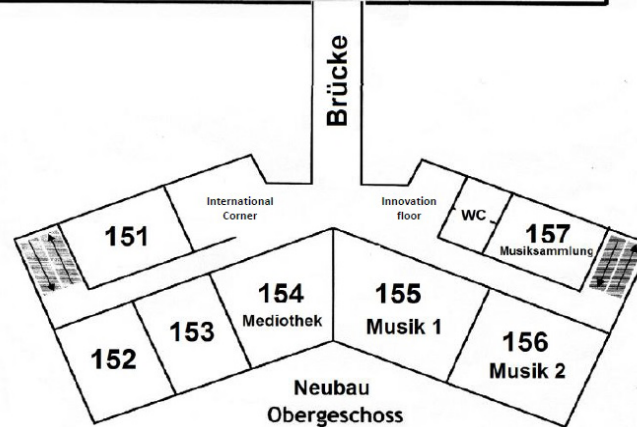 Brücke
International
Corner
Innovation
floor
WC
151
157
Musiksammlung
154
Mediothek
155
Musik 1
153
152
156
Musik 2
Neubau
Obergeschoss